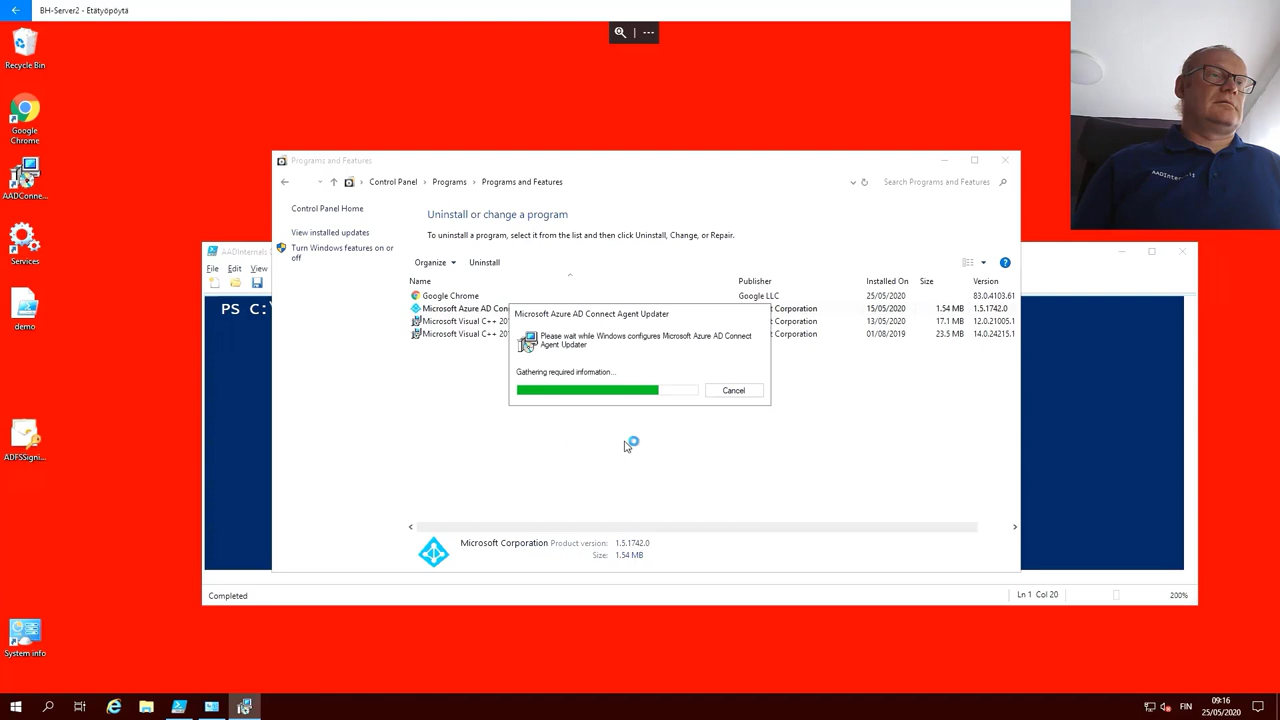 BH-Server2 - Etätyöpöytä
Recycle Bin
Google
Chrome
AADConne...
Services
demo
ADFSSigni...
System info
Programs and Features
Control Panel > Programs > Programs and Features
Search Programs and Features
Control Panel Home
View installed updates
Turn Windows features on or
off
Uninstall or change a program
To uninstall a program, select it from the list and then click Uninstall, Change, or Repair.
Organize
Uninstall
Name Publisher Installed On Size Version
Google Chrome Google LLC 25/05/2020 83.0.4103.61
Microsoft Azure AD Con Corporation 15/05/2020 1.54 MB 1.5.1742.0
Microsoft Visual C++ 20 Corporation 13/05/2020 17.1 MB 12.0.21005.1
Microsoft Visual C++ 20 Corporation 01/08/2019 23.5 MB 14.0.24215.1
Microsoft Azure AD Connect Agent Updater
Please wait while Windows configures Microsoft Azure AD Connect
Agent Updater
Gathering required information...
Cancel
Microsoft Corporation Product version: 1.5.1742.0
Size: 1.54 MB
AADInternals
File Edit View
PS C:\
Completed
Ln 1 Col 20
200%
FIN
09:16
25/05/2020